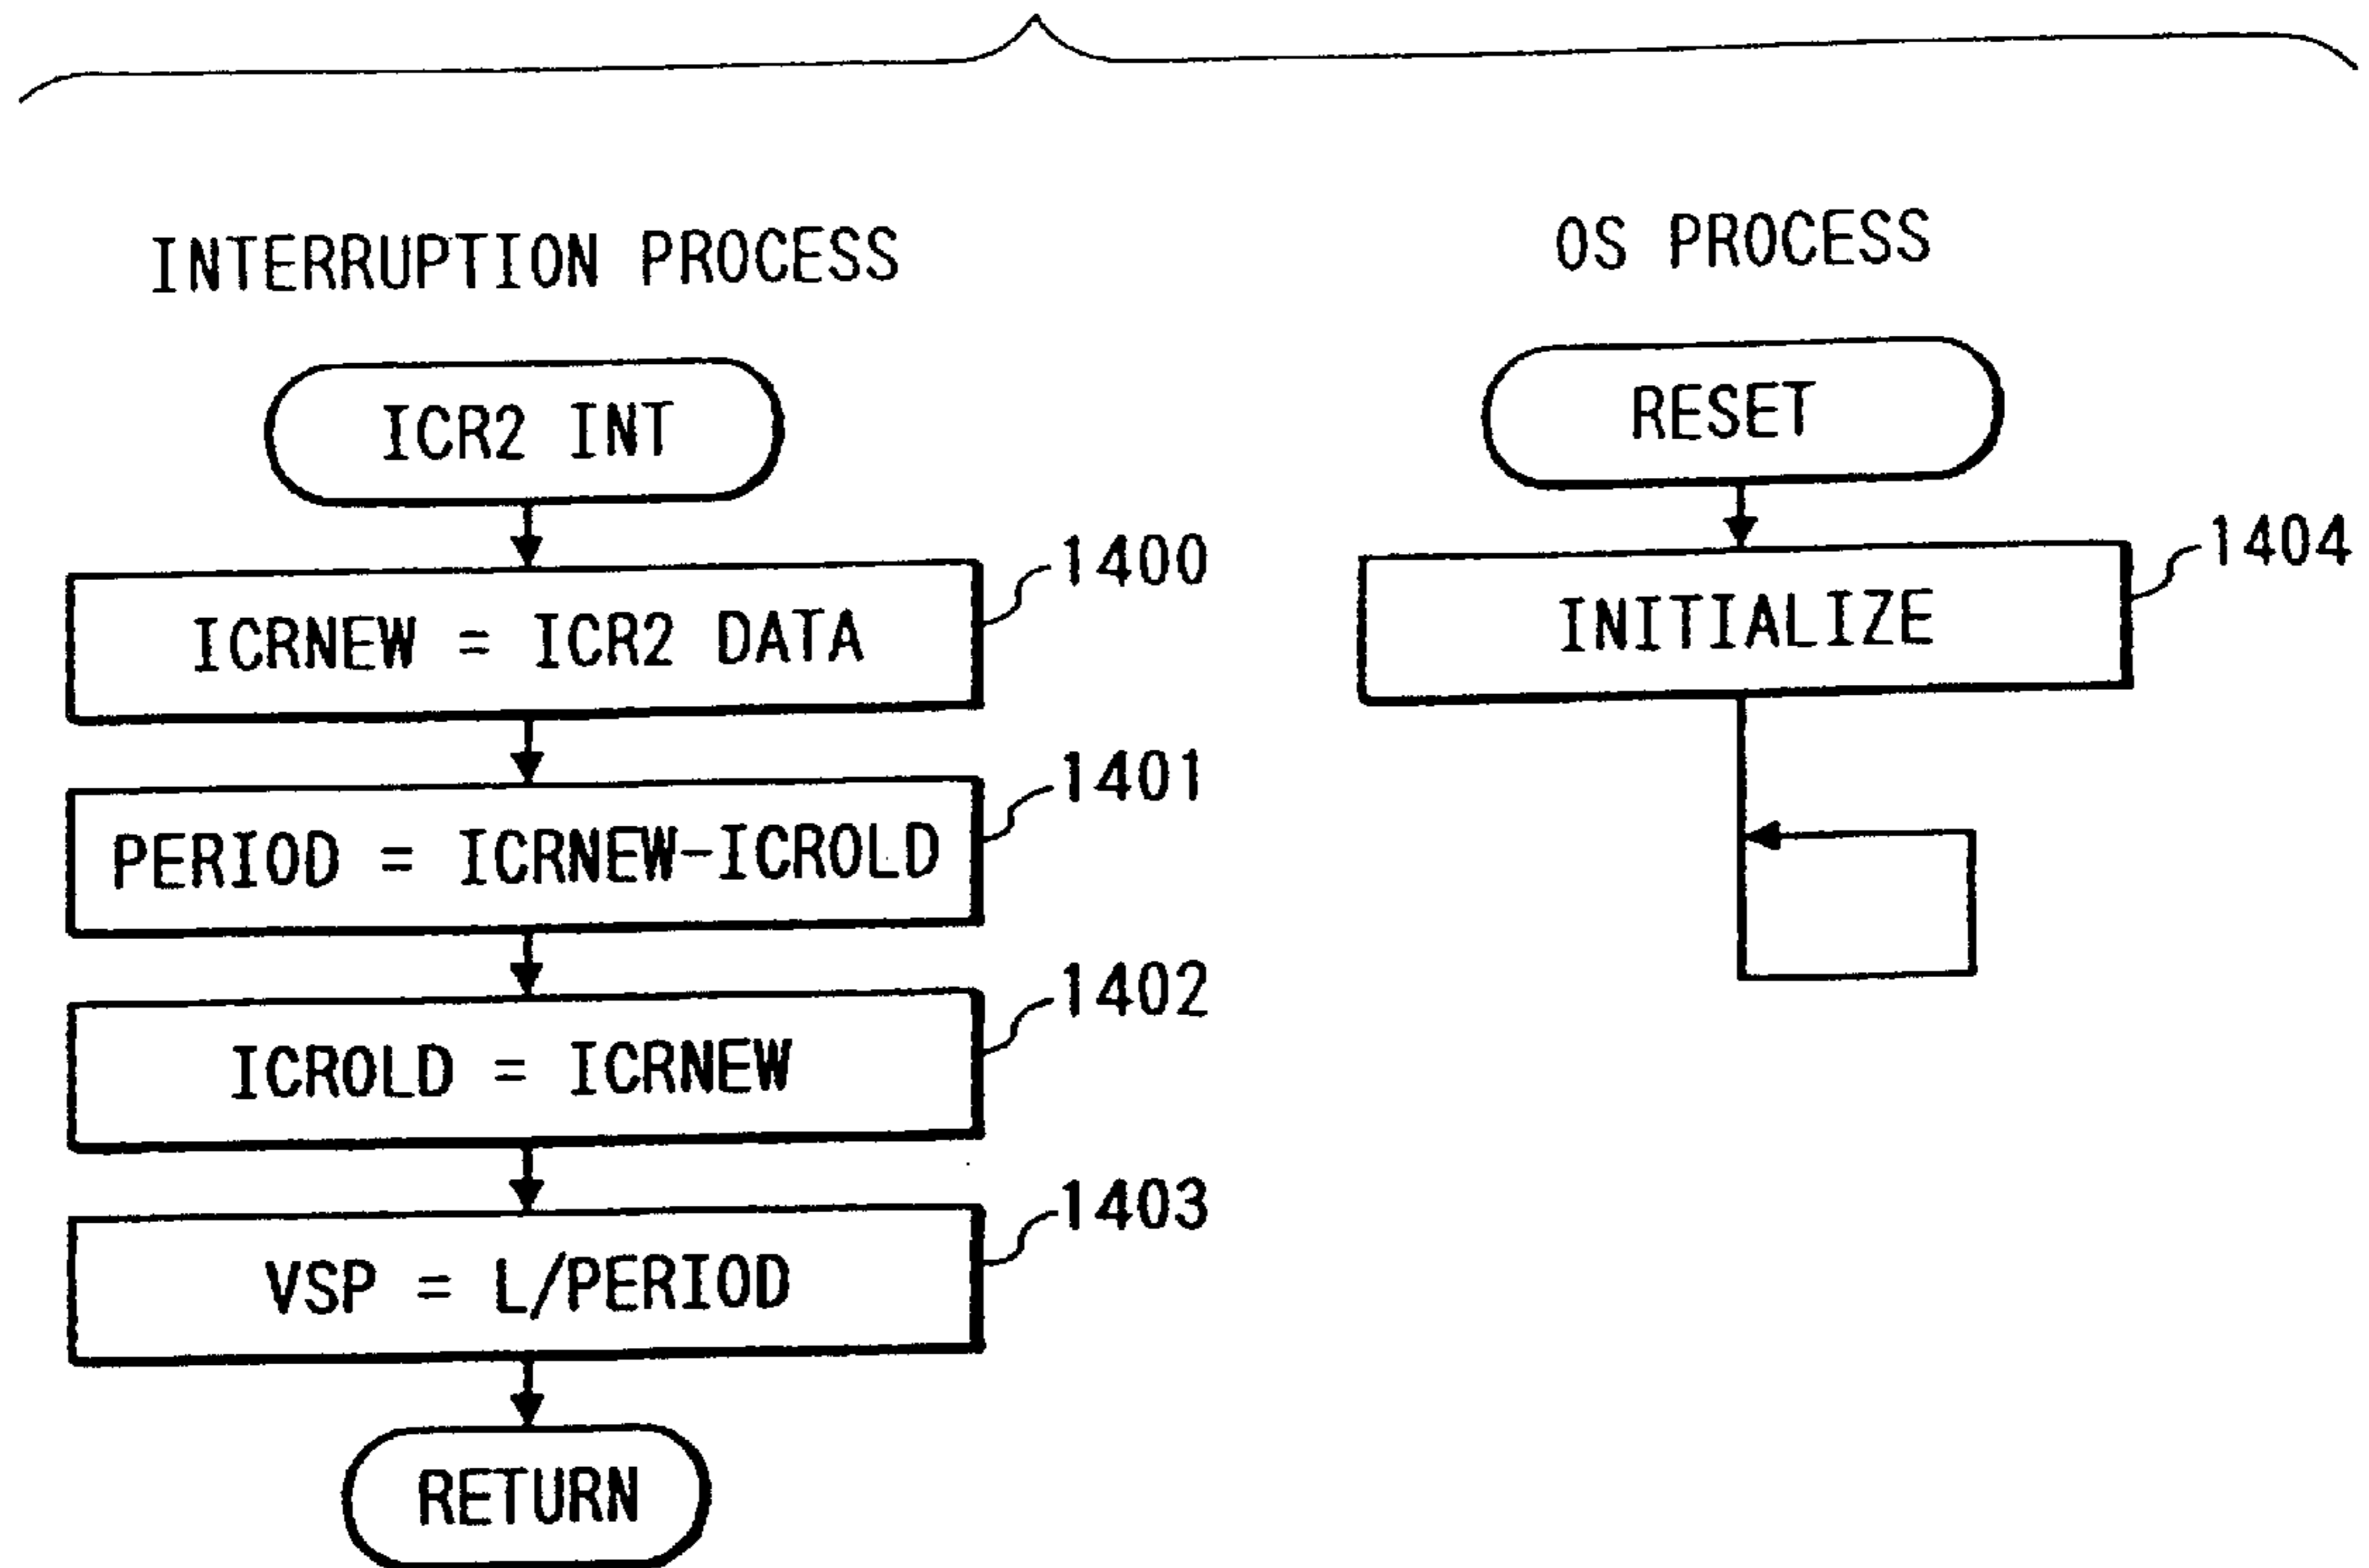 INTERRUPTION PROCESS
ICR2 INT
1400
ICRNEW = ICR2 DATA
1401
PERIOD = ICRNEW-ICROLD
1402
ICROLD = ICRNEW
1403
VSP = L/PERIOD
RETURN
OS PROCESS
RESET
1404
INITIALIZE